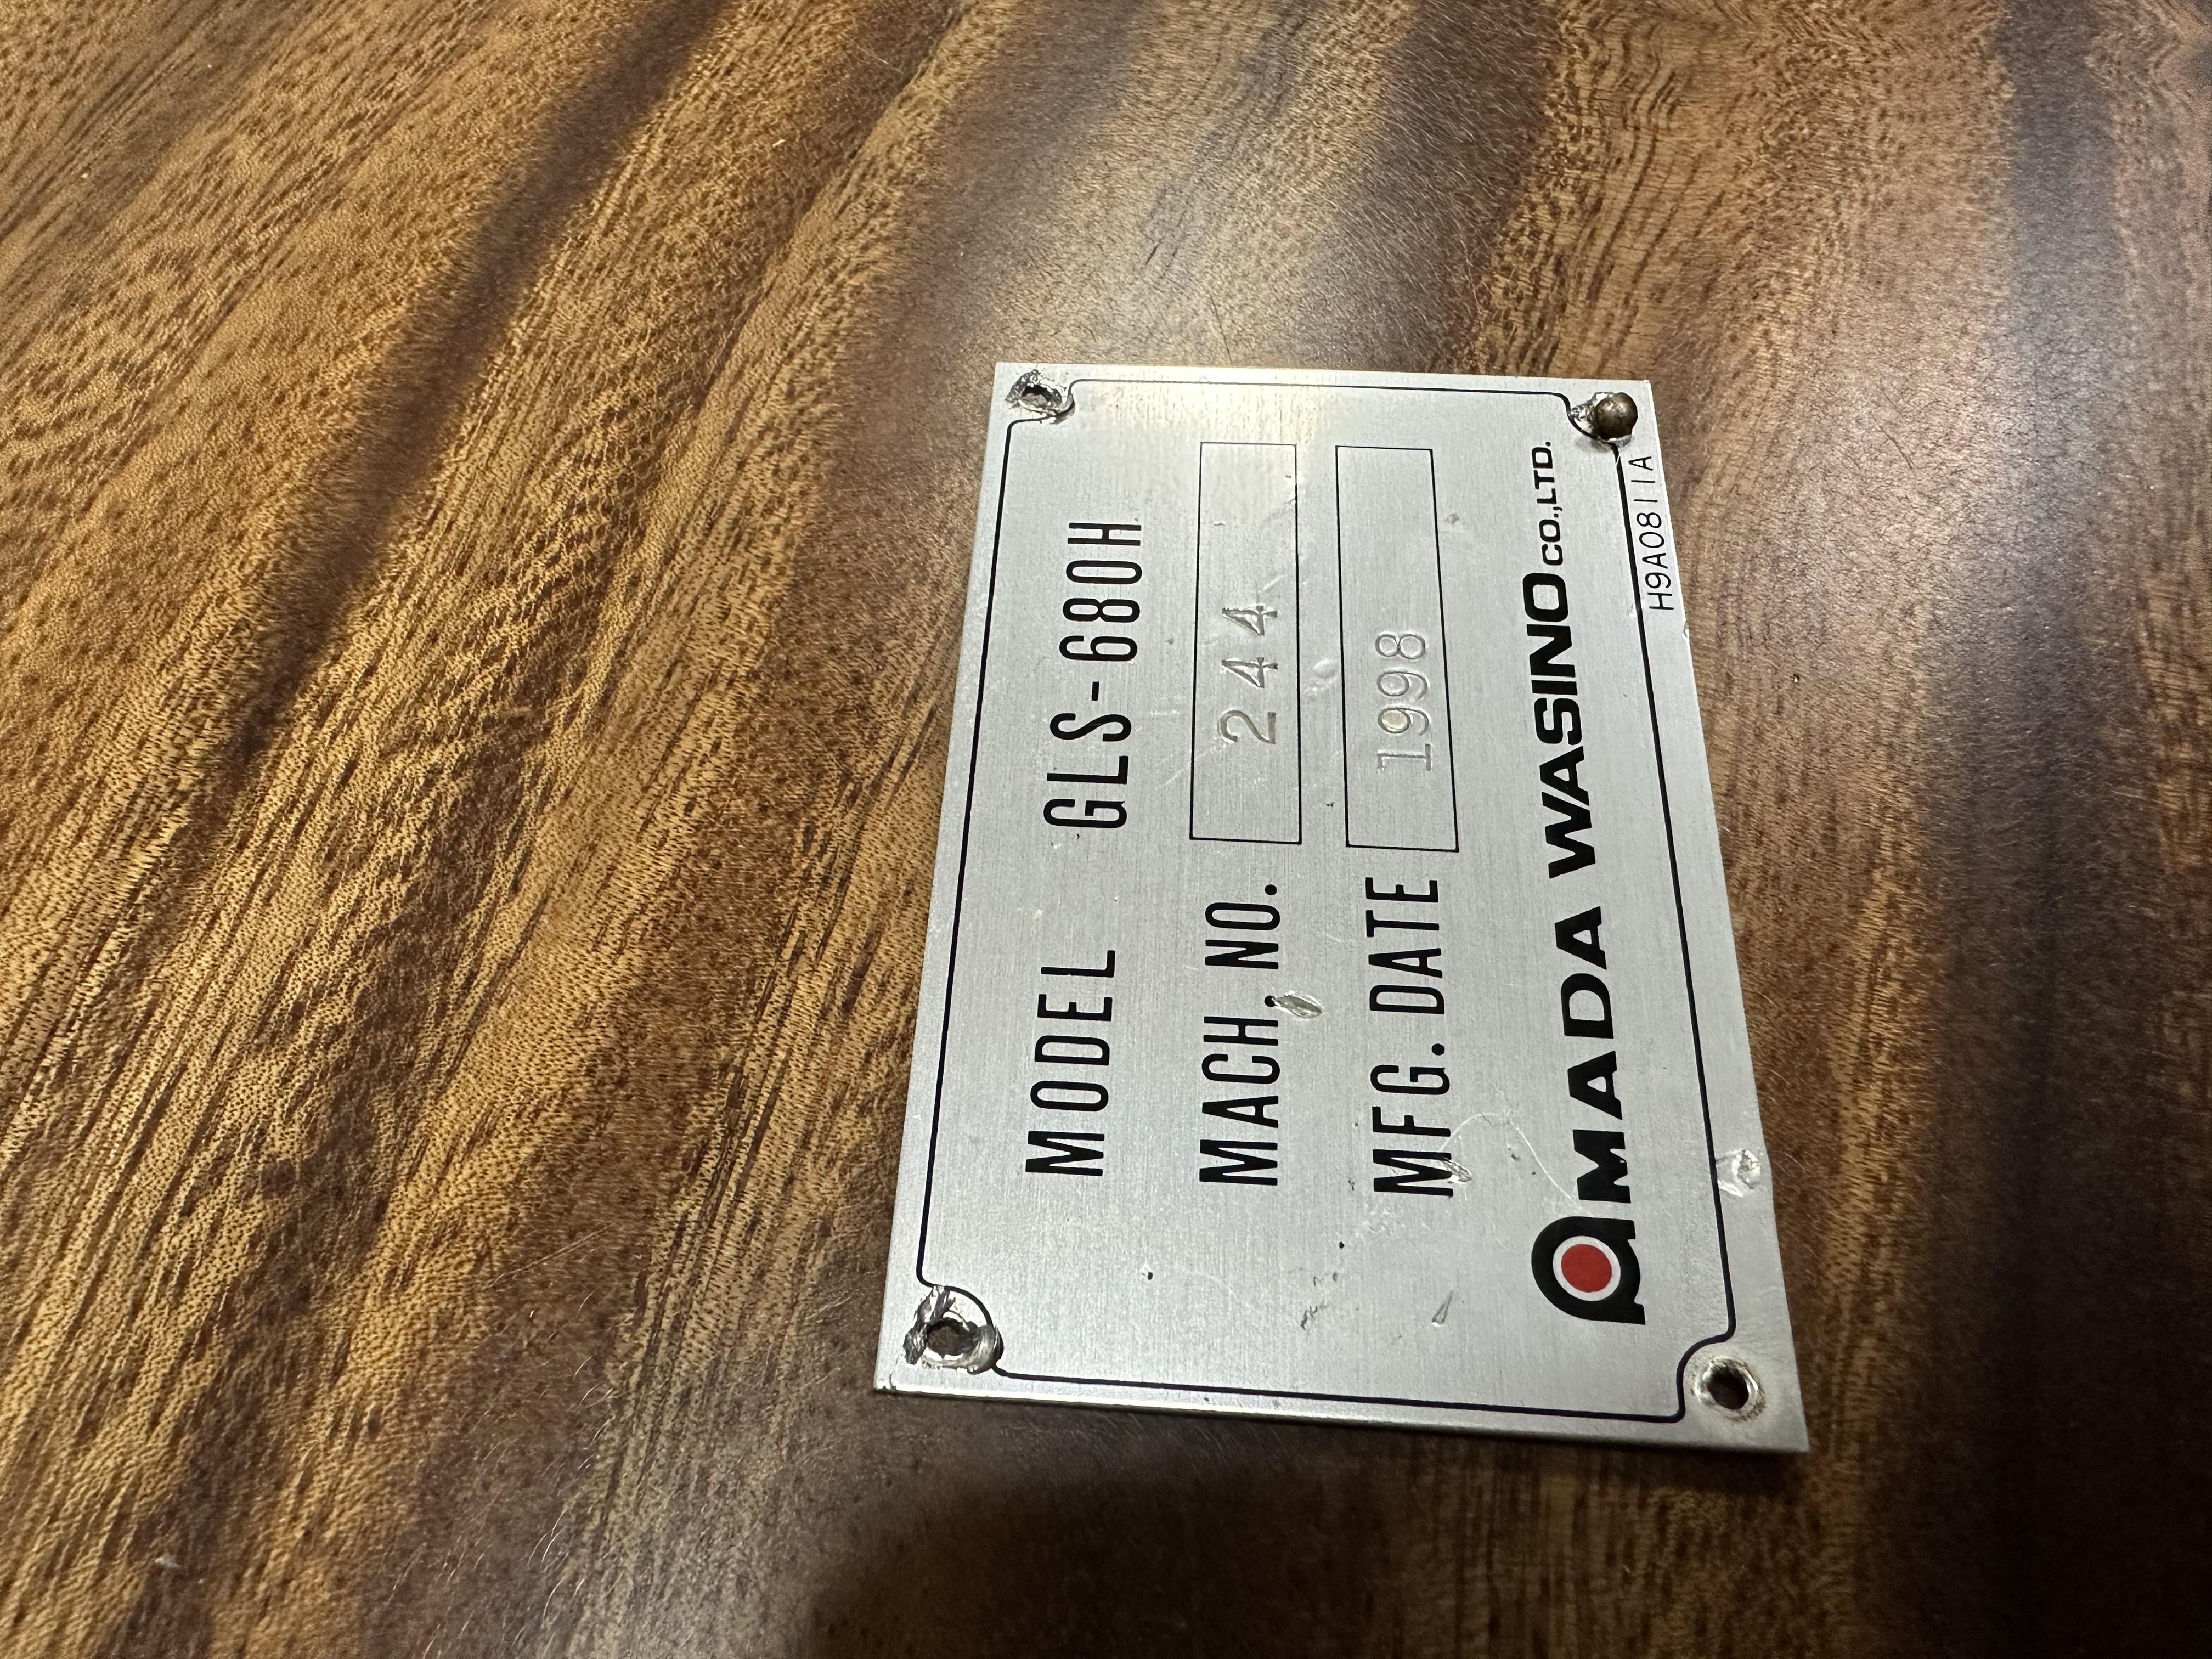 MODEL GLS-680H
MACH. NO. 244
MFG. DATE 1998
AMADA WASINO CO.,LTD.
H9A0811A